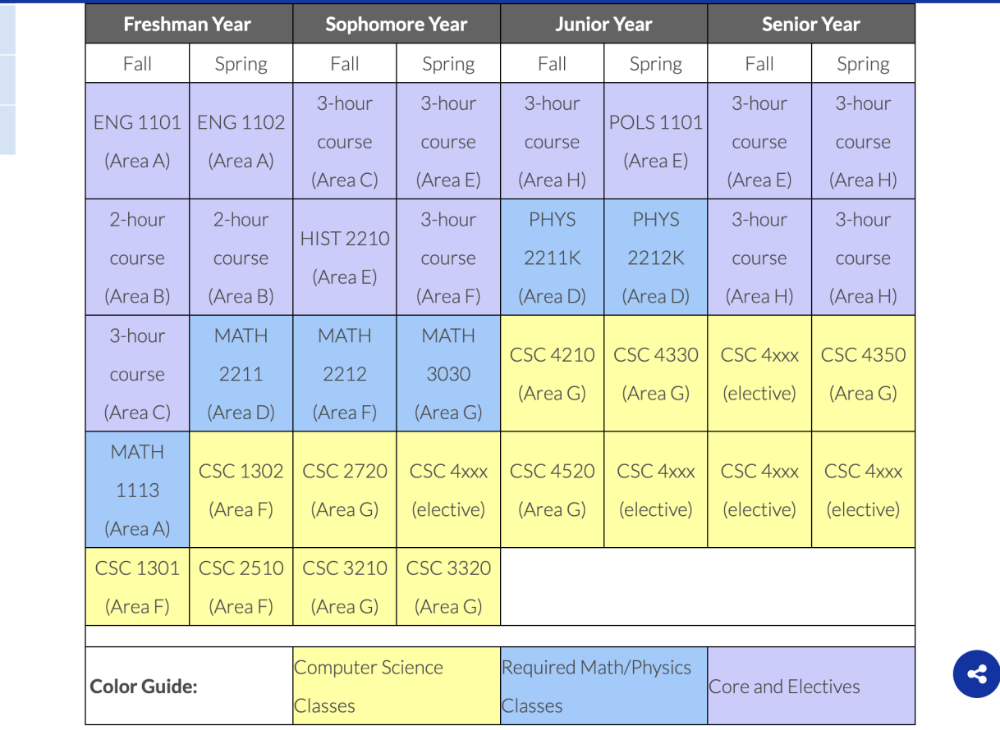 Freshman Year Sophomore Year Junior Year Senior Year
Fall Spring Fall Spring Fall Spring Fall Spring
ENG 1101
(Area A)
ENG 1102
(Area A)
3-hour
course
(Area C)
3-hour
course
(Area E)
3-hour
course
(Area H)
POLS 1101
(Area E)
3-hour
course
(Area E)
3-hour
course
(Area H)
2-hour
course
(Area B)
2-hour
course
(Area B)
HIST 2210
(Area E)
3-hour
course
(Area F)
PHYS
2211K
(Area D)
PHYS
2212K
(Area D)
3-hour
course
(Area H)
3-hour
course
(Area H)
3-hour
course
(Area C)
MATH
2211
(Area D)
MATH
2212
(Area F)
MATH
3030
(Area G)
CSC 4210
(Area G)
CSC 4330
(Area G)
CSC 4xxx
(elective)
CSC 4350
(Area G)
MATH
1113
(Area A)
CSC 1302
(Area F)
CSC 2720
(Area G)
CSC 4xxx
(elective)
CSC 4520
(Area G)
CSC 4xxx
(elective)
CSC 4xxx
(elective)
CSC 4xxx
(elective)
CSC 1301
(Area F)
CSC 2510
(Area F)
CSC 3210
(Area G)
CSC 3320
(Area G)
Color Guide:
Computer Science
Classes
Required Math/Physics
Classes
Core and Electives